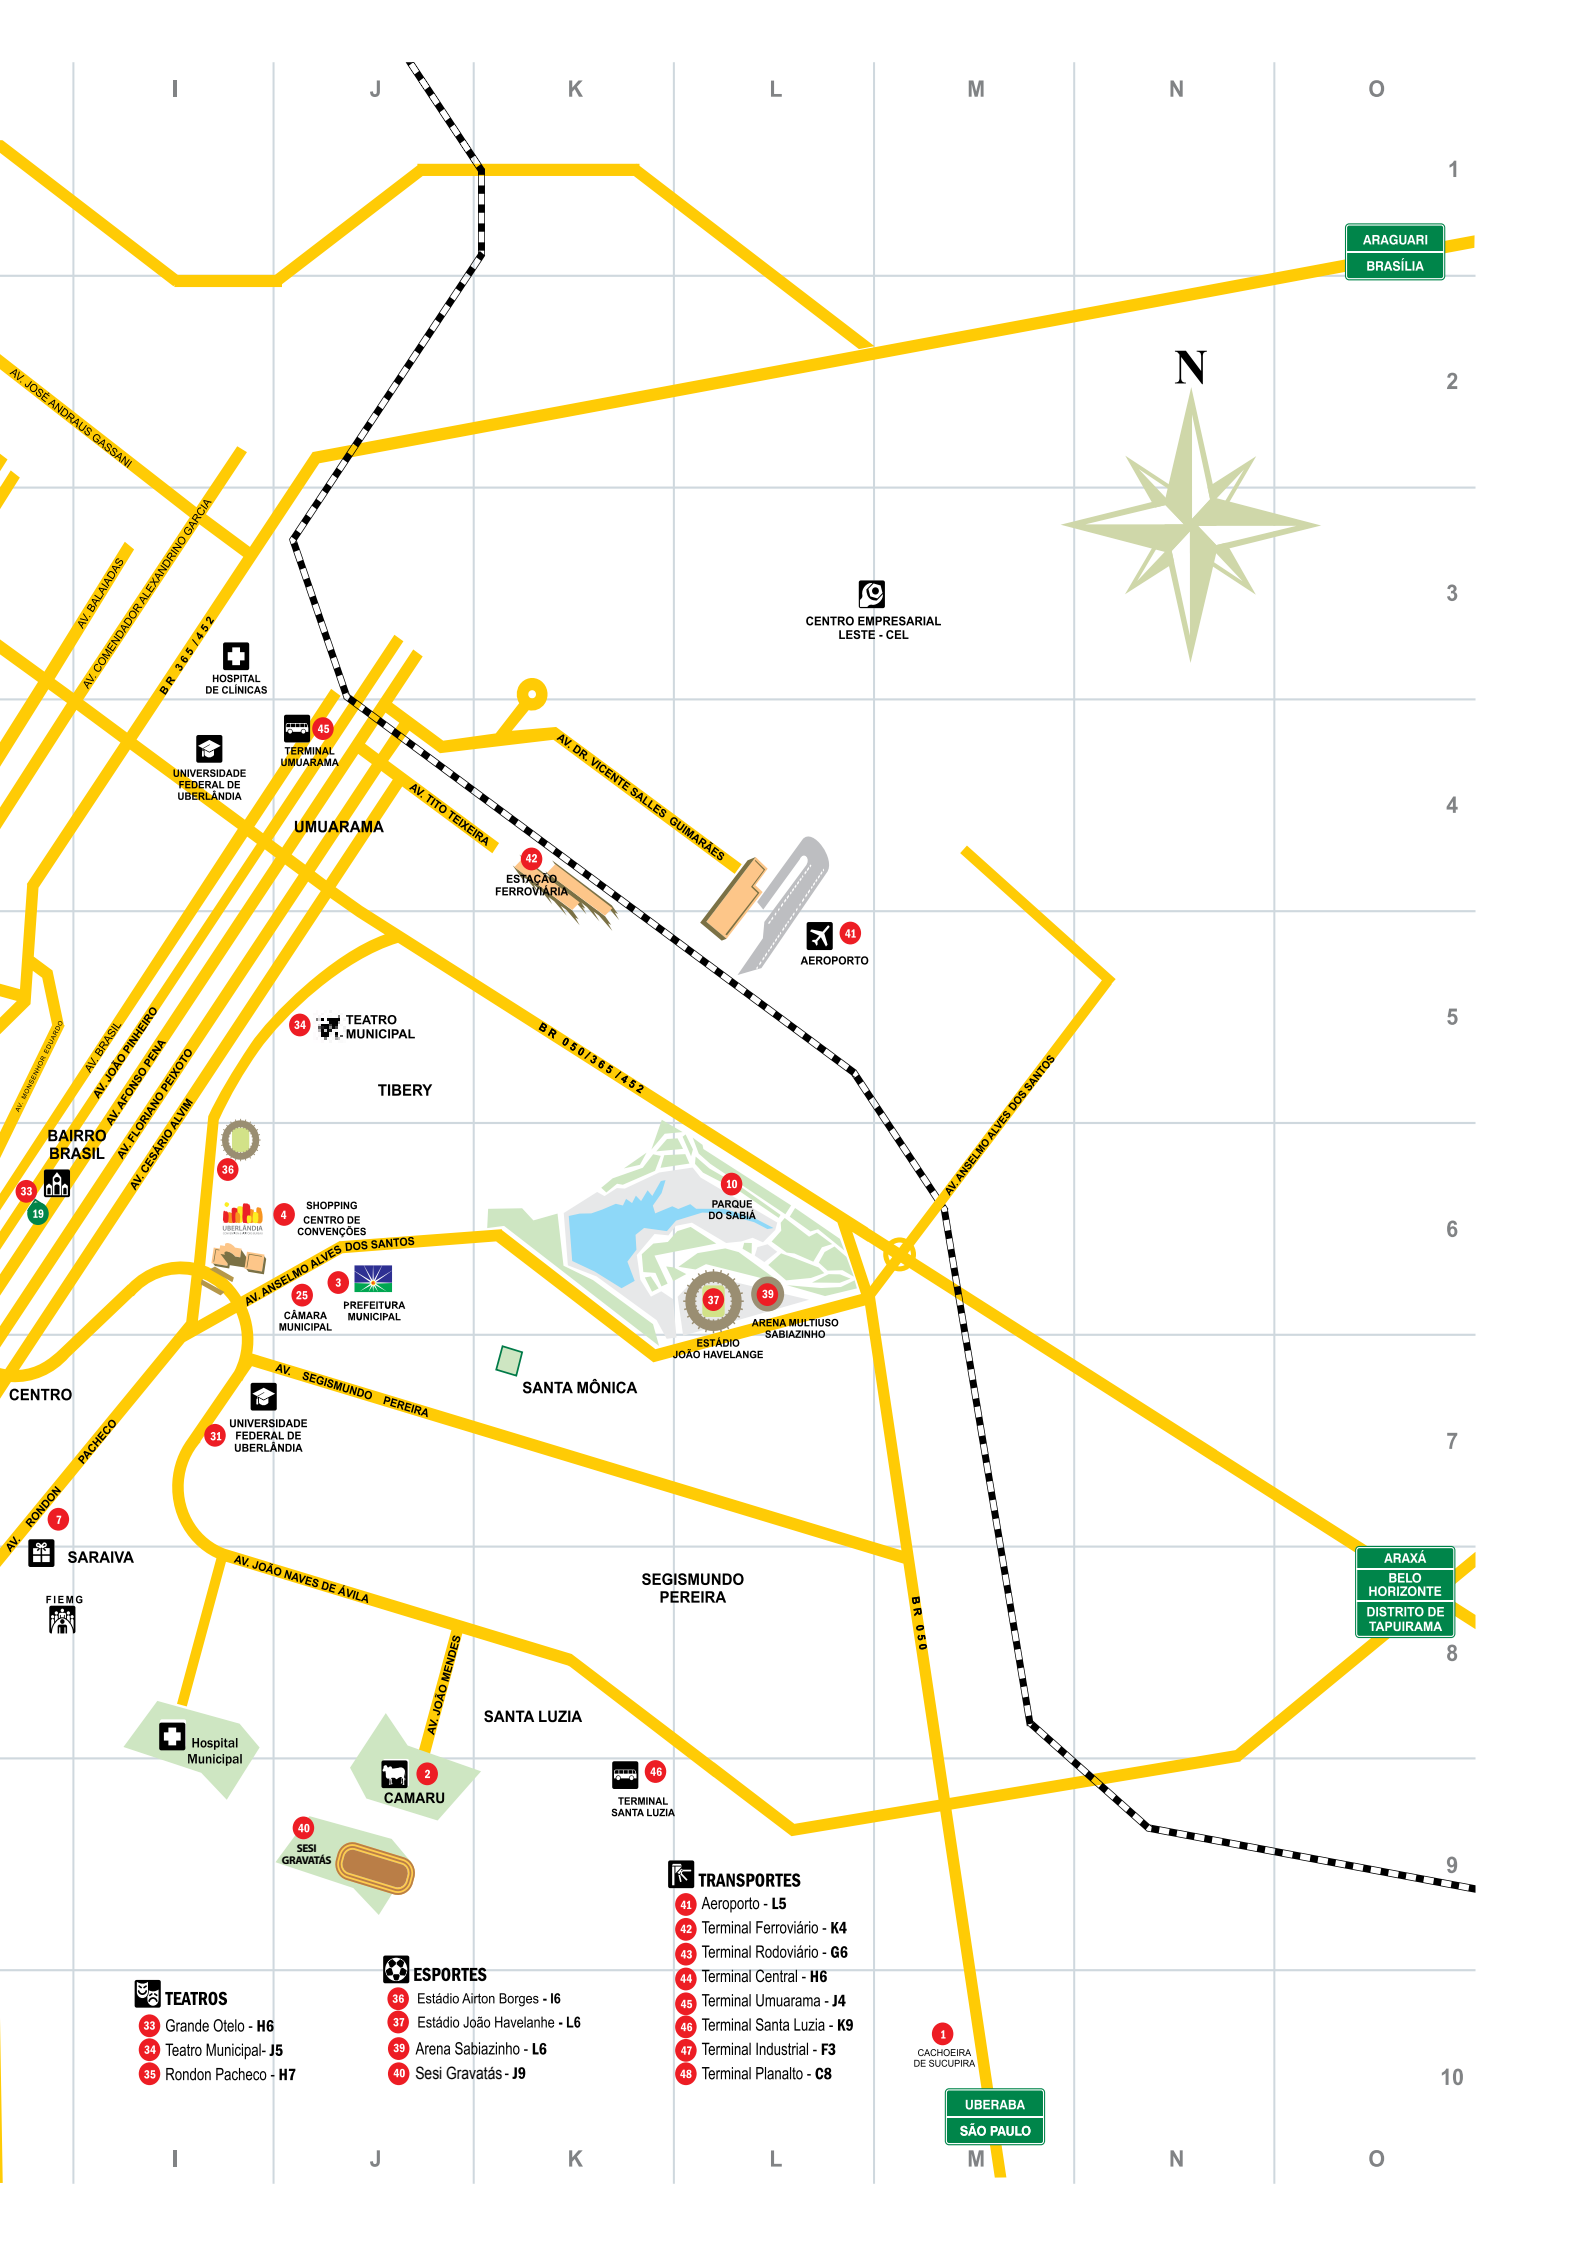 I J K L M N O
1
ARAGUARI
BRASÍLIA
N
2
AV. JOSÉ ANDRAUS GASSANI
AV. COMENDADOR ALEXANDRINO GARCIA
AV. BALAIADAS
BR 365/452
3
CENTRO EMPRESARIAL
LESTE - CEL
HOSPITAL
DE CLÍNICAS
45
TERMINAL
UMUARAMA
UNIVERSIDADE
FEDERAL DE
UBERLÂNDIA
AV. DR. VICENTE SALLES GUIMARÃES
AV. TITO TEIXEIRA
4
UMUARAMA
42
ESTAÇÃO
FERROVIÁRIA
41
AEROPORTO
34
TEATRO
MUNICIPAL
5
BR 050/365/452
AV. MONSENHOR EDUARDO
AV. BRASIL
AV. JOÃO PINHEIRO
AV. AFONSO PENA
AV. FLORIANO PEIXOTO
AV. CESÁRIO ALVIM
TIBERY
AV. ANSELMO ALVES DOS SANTOS
BAIRRO
BRASIL
36
33
19
10
PARQUE
DO SABIÁ
4
SHOPPING
CENTRO DE
CONVENÇÕES
UBERLÂNDIA
6
AV. ANSELMO ALVES DOS SANTOS
3
25
CÂMARA
MUNICIPAL
PREFEITURA
MUNICIPAL
37
39
ARENA MULTIUSO
SABIAZINHO
ESTÁDIO
JOÃO HAVELANGE
CENTRO
AV. SEGISMUNDO PEREIRA
SANTA MÔNICA
31
UNIVERSIDADE
FEDERAL DE
UBERLÂNDIA
7
AV. RONDON PACHECO
7
SARAIVA
FIEMG
AV. JOÃO NAVES DE ÁVILA
SEGISMUNDO
PEREIRA
BR 050
ARAXÁ
BELO
HORIZONTE
DISTRITO DE
TAPUIRAMA
8
AV. JOÃO MENDES
SANTA LUZIA
Hospital
Municipal
2
CAMARU
46
TERMINAL
SANTA LUZIA
40
SESI
GRAVATÁS
9
TRANSPORTES
41 Aeroporto - L5
42 Terminal Ferroviário - K4
43 Terminal Rodoviário - G6
44 Terminal Central - H6
45 Terminal Umuarama - J4
46 Terminal Santa Luzia - K9
47 Terminal Industrial - F3
48 Terminal Planalto - C8
ESPORTES
36 Estádio Airton Borges - I6
37 Estádio João Havelanhe - L6
39 Arena Sabiazinho - L6
40 Sesi Gravatás - J9
TEATROS
33 Grande Otelo - H6
34 Teatro Municipal- J5
35 Rondon Pacheco - H7
1
CACHOEIRA
DE SUCUPIRA
10
UBERABA
SÃO PAULO
I J K L M N O